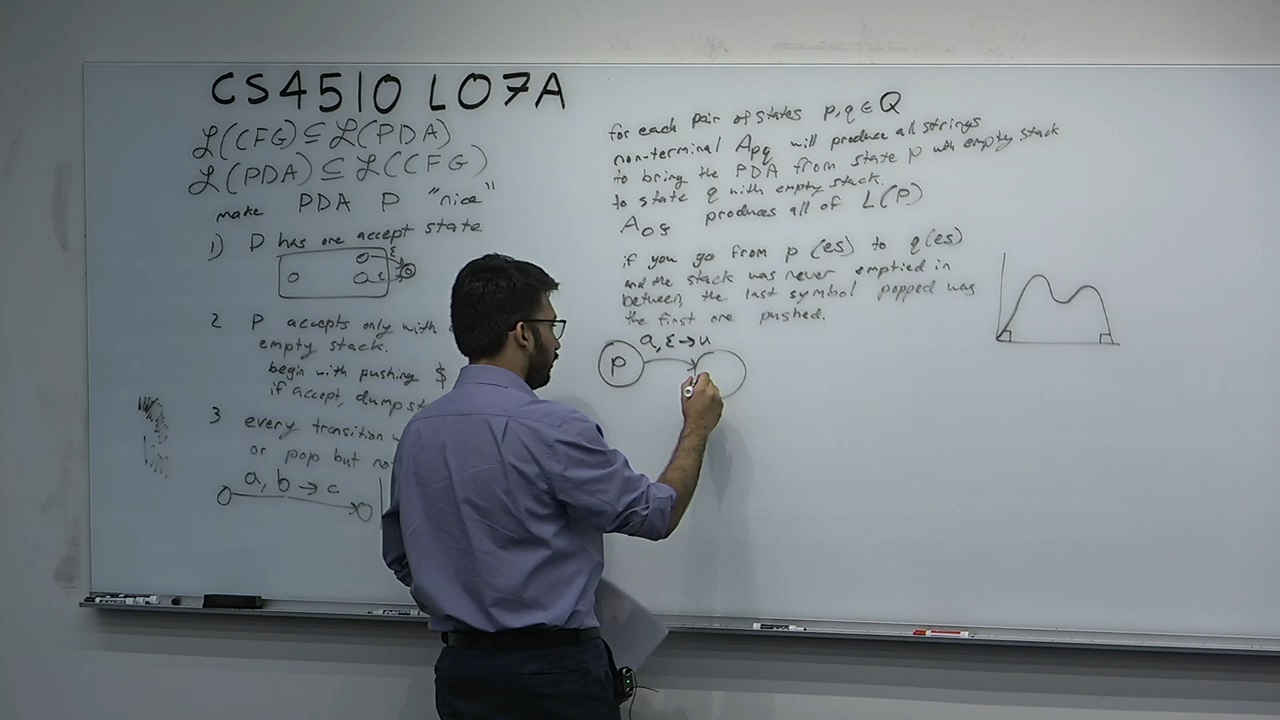 CS4510 L07A
ℒ(CFG) ⊆ ℒ(PDA)
ℒ(PDA) ⊆ ℒ(CFG)
make PDA P "nice"
1) P has one accept state
ε
ε
2 P accepts only with
empty stack.
begin with pushing $
if accept, dump st
3 every transition
or pop but no
a, b → c
for each pair of states p,q ∈ Q
non-terminal Apq will produce all strings
to bring the PDA from state p with empty stack
to state q with empty stack.
produces all of L(P)
if you go from p (es) to q(es)
and the stack was never emptied in
between, the last symbol popped was
the first one pushed.
a, ε → u
P